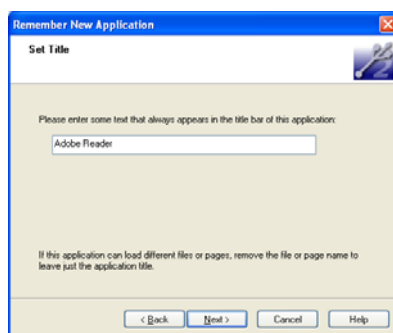 Remember New Application
Set Title
Please enter some text that always appears in the title bar of this application:
Adobe Reader
If this application can load different files or pages, remove the file or page name to
leave just the application title.
< Back Next > Cancel Help